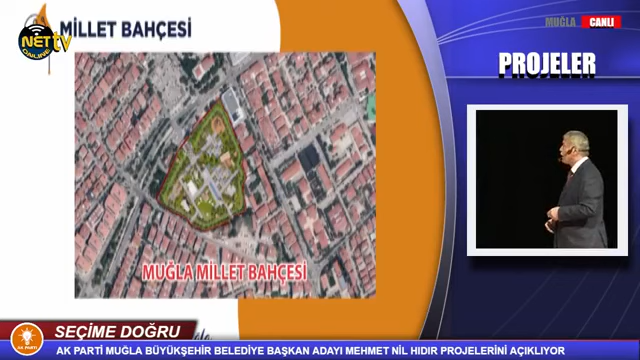 NET tv
ONLINE
MİLLET BAHÇESİ
MUĞLA CANLI
PROJELER
MUĞLA MİLLET BAHÇESİ
AK PARTİ
SEÇİME DOĞRU
AK PARTİ MUĞLA BÜYÜKŞEHİR BELEDİYE BAŞKAN ADAYI MEHMET NİL HIDIR PROJELERİNİ AÇIKLIYOR